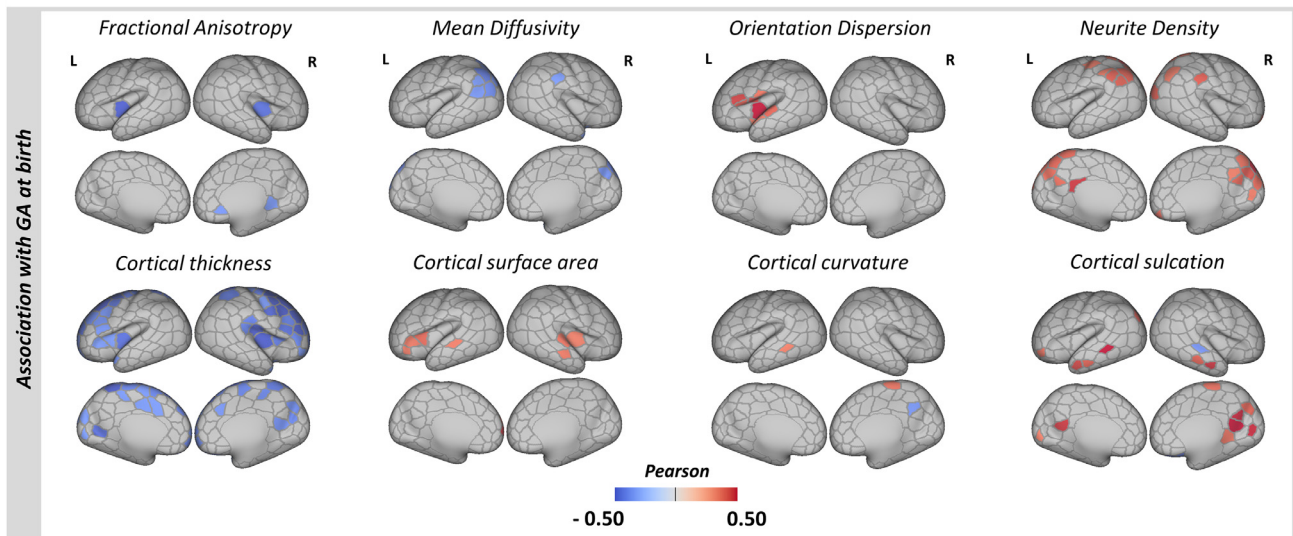 Association with GA at birth
Fractional Anisotropy
Mean Diffusivity
Orientation Dispersion
Neurite Density
L
R
L
R
L
R
L
R
Cortical thickness
Cortical surface area
Cortical curvature
Cortical sulcation
Pearson
- 0.50
0.50